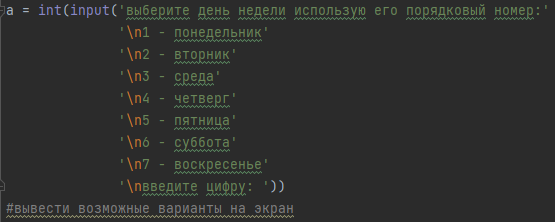 a = int(input('выберите день недели использую его порядковый номер:'
'\n1 - понедельник'
'\n2 - вторник'
'\n3 - среда'
'\n4 - четверг'
'\n5 - пятница'
'\n6 - суббота'
'\n7 - воскресенье'
'\nвведите цифру: '))
#вывести возможные варианты на экран